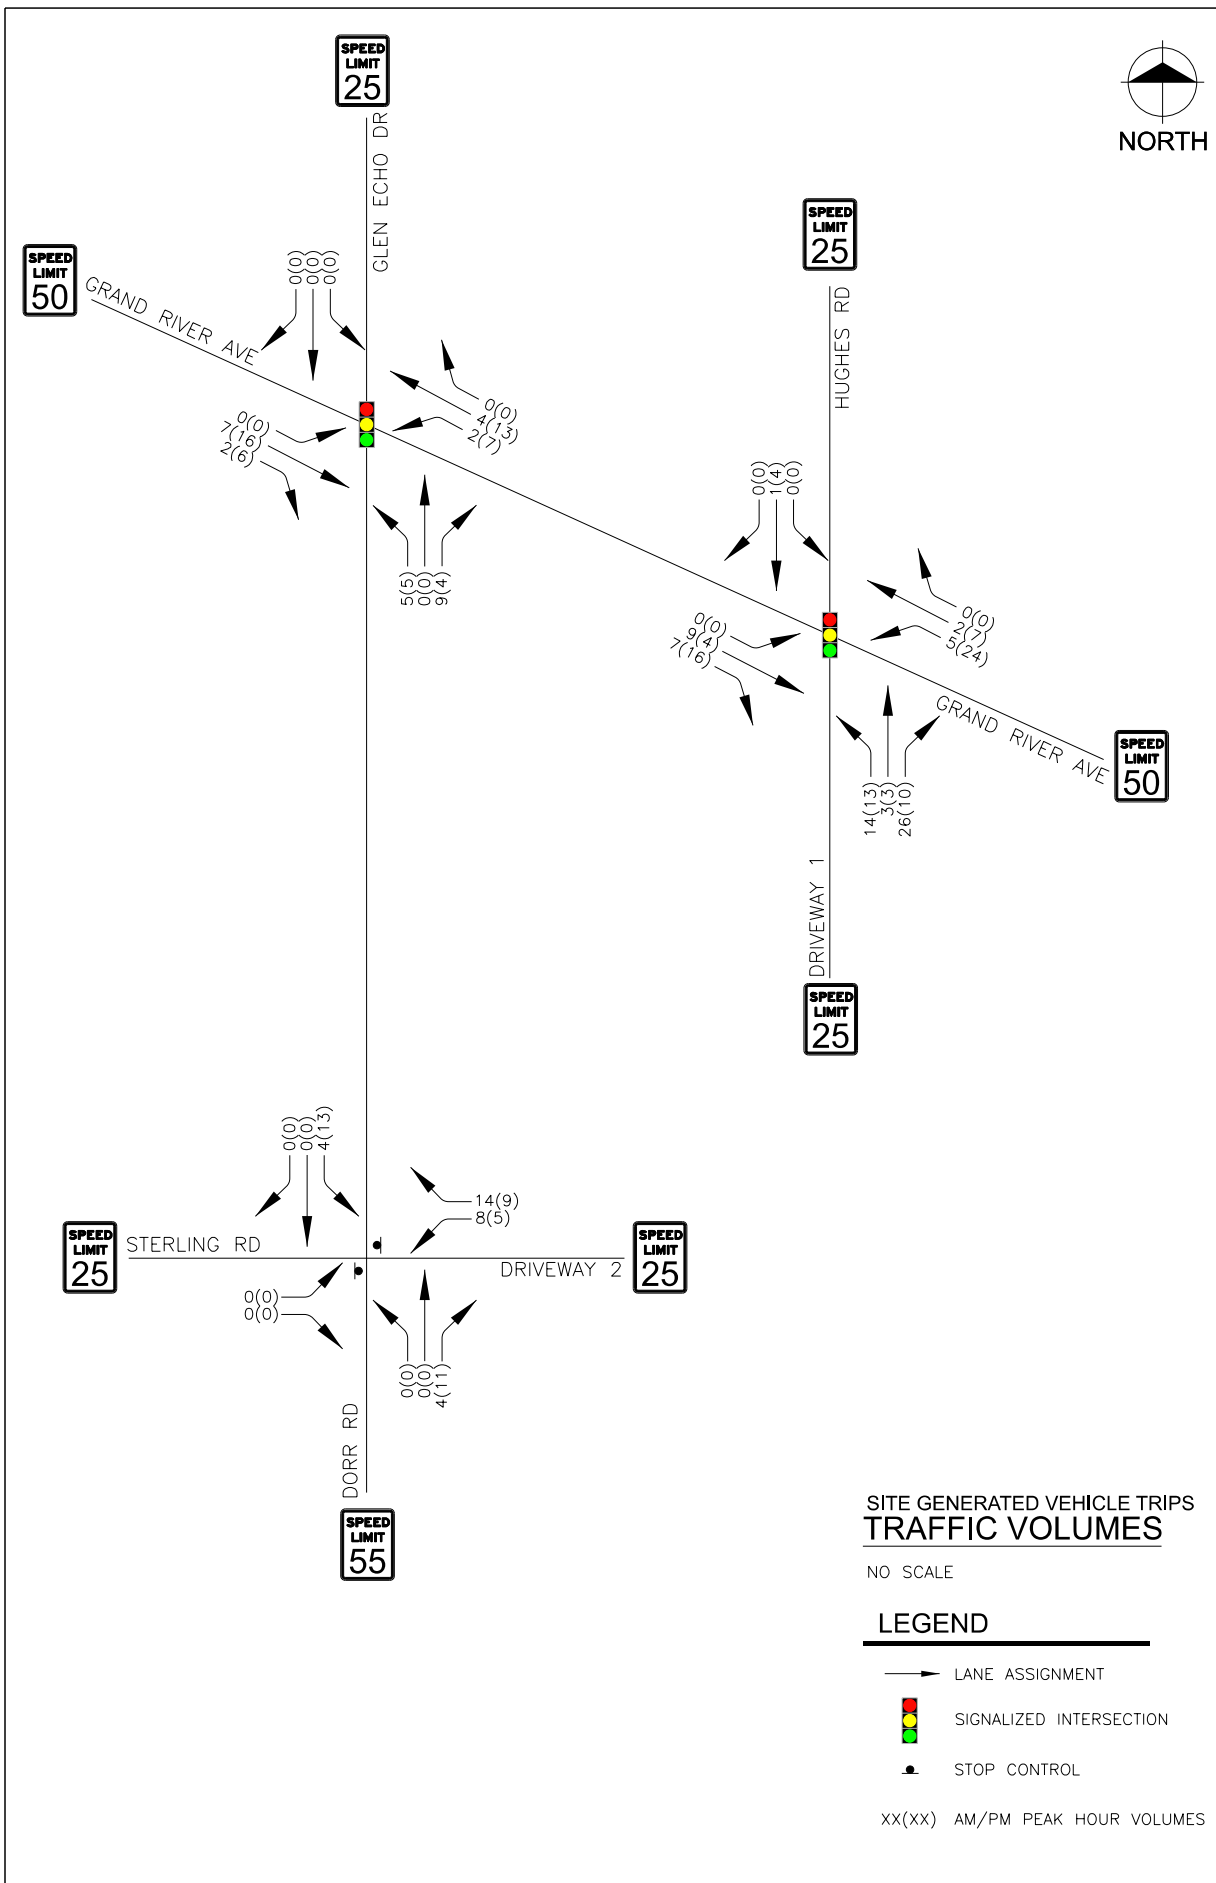 SPEED
LIMIT
25
GLEN ECHO DR
NORTH
SPEED
LIMIT
50
GRAND RIVER AVE
0(0)
0(0)
0(0)
0(0)
4(13)
2(7)
0(0)
7(16)
2(6)
5(5)
0(0)
9(4)
SPEED
LIMIT
25
HUGHES RD
0(0)
1(4)
0(0)
0(0)
2(7)
5(24)
0(0)
9(4)
7(16)
14(13)
3(3)
26(10)
GRAND RIVER AVE
SPEED
LIMIT
50
DRIVEWAY 1
SPEED
LIMIT
25
0(0)
0(0)
4(13)
14(9)
8(5)
SPEED
LIMIT
25
STERLING RD
DRIVEWAY 2
SPEED
LIMIT
25
0(0)
0(0)
0(0)
0(0)
4(11)
DORR RD
SPEED
LIMIT
55
SITE GENERATED VEHICLE TRIPS
TRAFFIC VOLUMES
NO SCALE
LEGEND
LANE ASSIGNMENT
SIGNALIZED INTERSECTION
STOP CONTROL
XX(XX) AM/PM PEAK HOUR VOLUMES